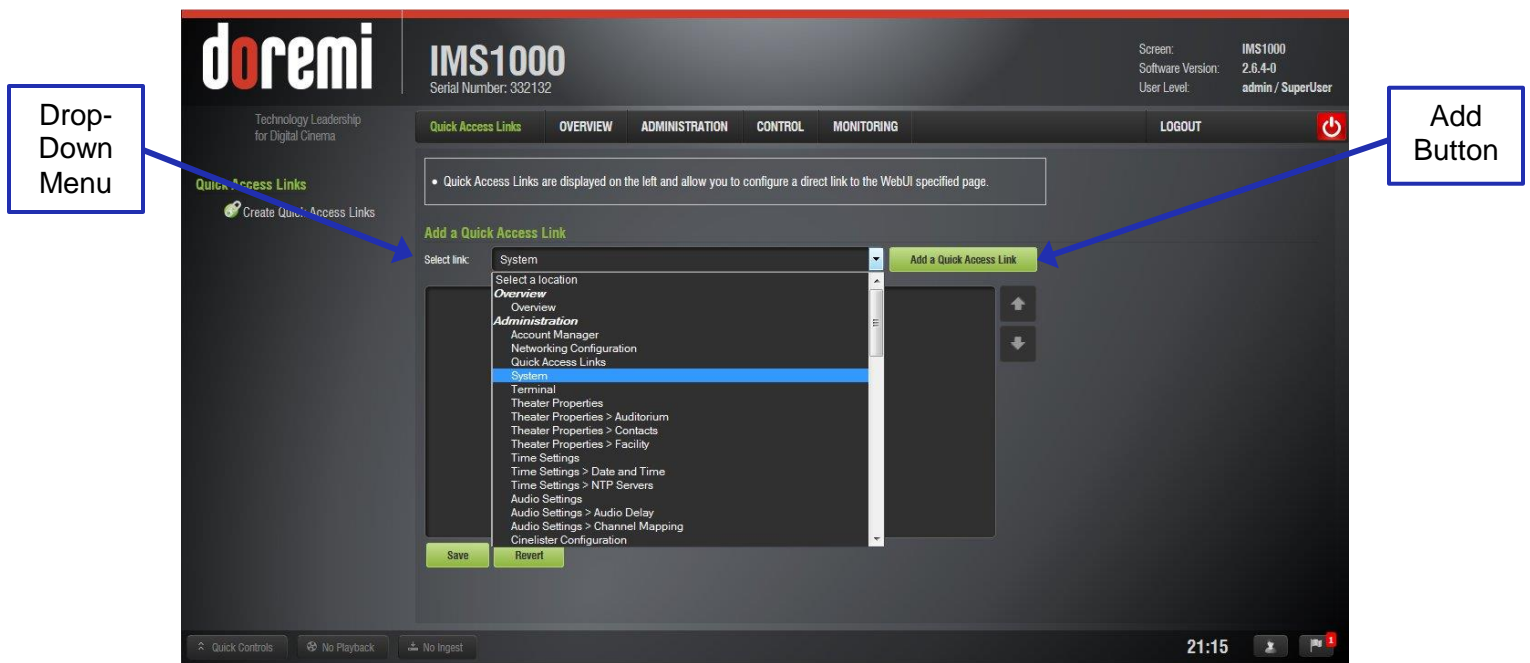 doremi
Technology Leadership
for Digital Cinema
IMS1000
Serial Number: 332132
Screen: IMS1000
Software Version: 2.6.4-0
User Level: admin / SuperUser
Drop-
Down
Menu
Add
Button
Quick Access Links OVERVIEW ADMINISTRATION CONTROL MONITORING LOGOUT
Quick Access Links
Create Quick Access Links
• Quick Access Links are displayed on the left and allow you to configure a direct link to the WebUI specified page.
Add a Quick Access Link
Select link: System Add a Quick Access Link
Select a location
Overview
Overview
Administration
Account Manager
Networking Configuration
Quick Access Links
System
Terminal
Theater Properties
Theater Properties > Auditorium
Theater Properties > Contacts
Theater Properties > Facility
Time Settings
Time Settings > Date and Time
Time Settings > NTP Servers
Audio Settings
Audio Settings > Audio Delay
Audio Settings > Channel Mapping
Cinelister Configuration
Save Revert
Quick Controls No Playback No Ingest 21:15 1